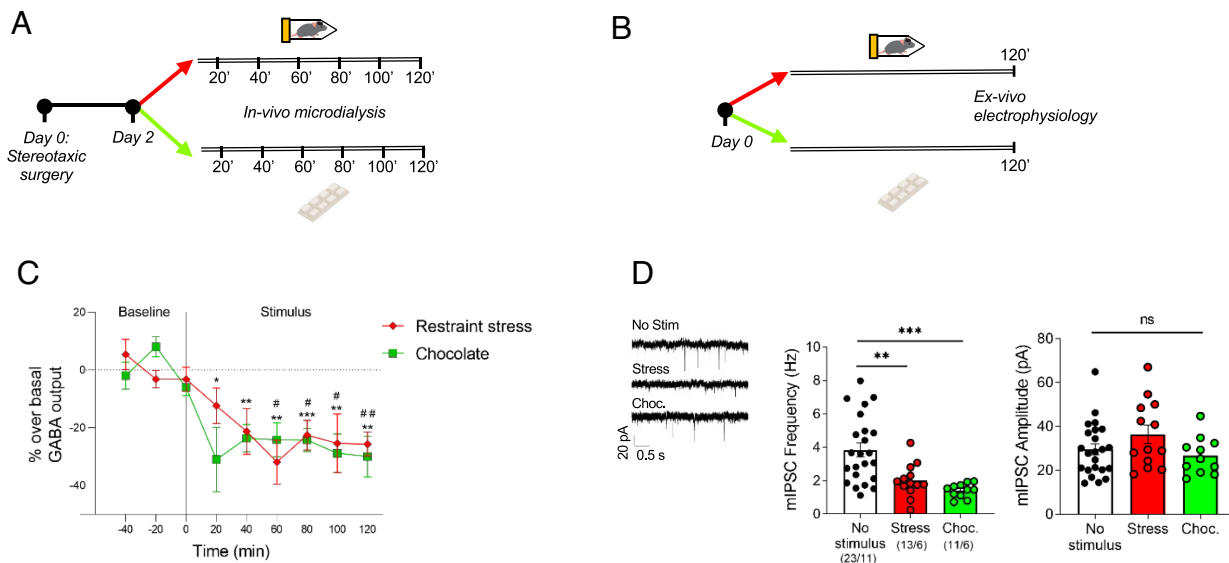 A
20’ 40’ 60’ 80’ 100’ 120’
In-vivo microdialysis
Day 0:
Stereotaxic
surgery
Day 2
20’ 40’ 60’ 80’ 100’ 120’
B
120’
Ex-vivo
electrophysiology
Day 0
120’
C
% over basal
GABA output
20
0
-20
-40
Baseline
Stimulus
Restraint stress
Chocolate
*
**
#
**
#
***
#
**
##
**
-40 -20 0 20 40 60 80 100 120
Time (min)
D
No Stim
Stress
Choc.
20 pA
0.5 s
mIPSC Frequency (Hz)
10
8
6
4
2
0
***
**
No
stimulus
(23/11)
Stress
(13/6)
Choc.
(11/6)
mIPSC Amplitude (pA)
80
60
40
20
0
ns
No
stimulus
Stress
Choc.